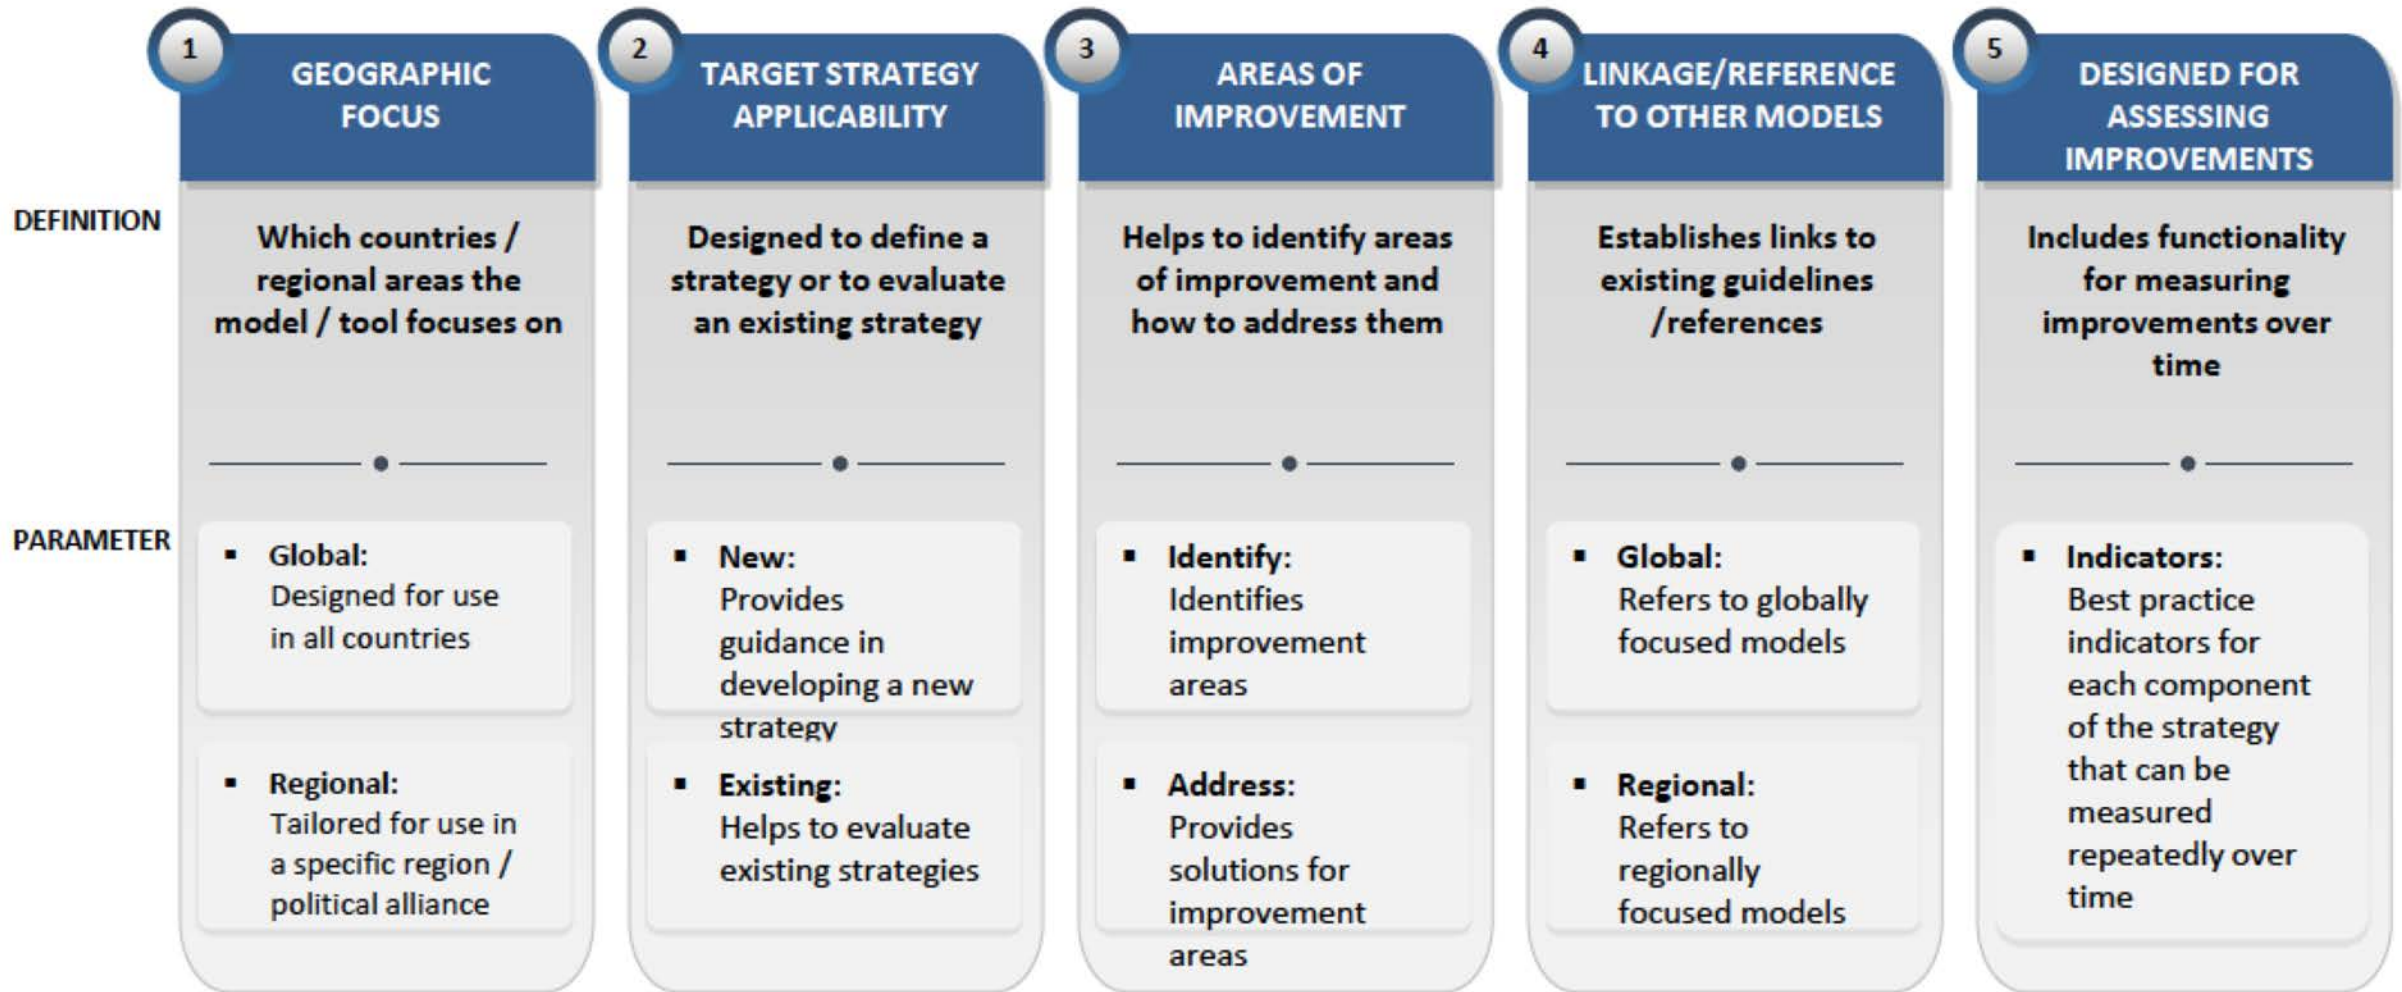 1
GEOGRAPHIC
FOCUS
2
TARGET STRATEGY
APPLICABILITY
3
AREAS OF
IMPROVEMENT
4
LINKAGE/REFERENCE
TO OTHER MODELS
5
DESIGNED FOR
ASSESSING
IMPROVEMENTS
DEFINITION
Which countries /
regional areas the
model / tool focuses on
Designed to define a
strategy or to evaluate
an existing strategy
Helps to identify areas
of improvement and
how to address them
Establishes links to
existing guidelines
/references
Includes functionality
for measuring
improvements over
time
PARAMETER
▪ Global:
Designed for use
in all countries
▪ Regional:
Tailored for use in
a specific region /
political alliance
▪ New:
Provides
guidance in
developing a new
strategy
▪ Existing:
Helps to evaluate
existing strategies
▪ Identify:
Identifies
improvement
areas
▪ Address:
Provides
solutions for
improvement
areas
▪ Global:
Refers to globally
focused models
▪ Regional:
Refers to
regionally
focused models
▪ Indicators:
Best practice
indicators for
each component
of the strategy
that can be
measured
repeatedly over
time